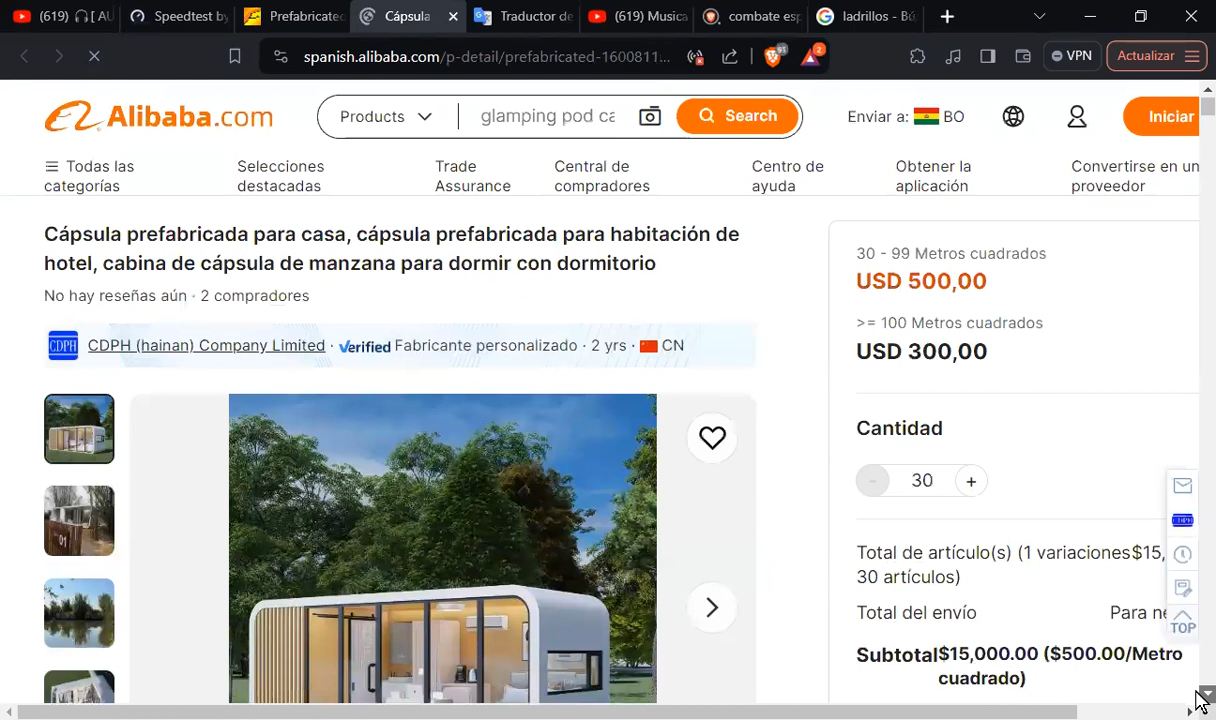 (619) 🎧 [ AU
Speedtest by
Prefabricated
Cápsula
Traductor de
(619) Musica
combate esp
ladrillos - Bú
spanish.alibaba.com/p-detail/prefabricated-1600811...
91
2
VPN
Actualizar
Alibaba.com
Products
glamping pod ca
Search
Enviar a:
BO
Iniciar
Todas las categorías
Selecciones destacadas
Trade Assurance
Central de compradores
Centro de ayuda
Obtener la aplicación
Convertirse en un proveedor
Cápsula prefabricada para casa, cápsula prefabricada para habitación de
hotel, cabina de cápsula de manzana para dormir con dormitorio
No hay reseñas aún · 2 compradores
CDPH
CDPH (hainan) Company Limited · Verified Fabricante personalizado · 2 yrs · CN
01
30 - 99 Metros cuadrados
USD 500,00
>= 100 Metros cuadrados
USD 300,00
Cantidad
- 30 +
CDPH
Total de artículo(s) (1 variaciones$15,
30 artículos)
Total del envío
Para ne
TOP
Subtotal$15,000.00 ($500.00/Metro
cuadrado)